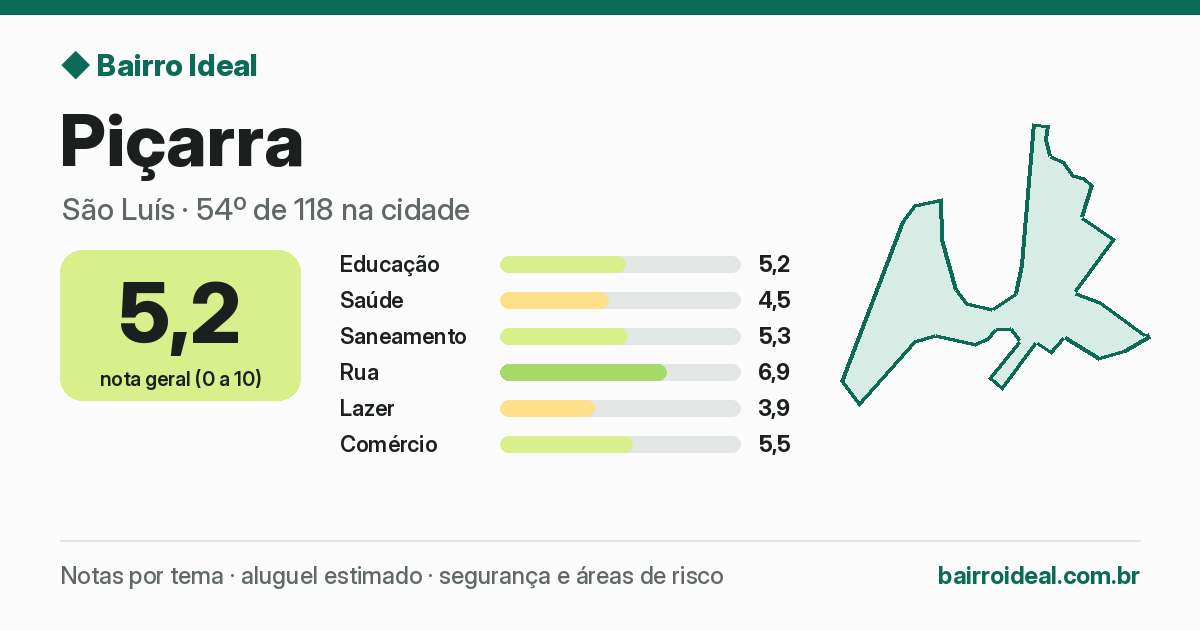 Bairro Ideal
Piçarra
São Luís · 54º de 118 na cidade
5,2
nota geral (0 a 10)
Educação 5,2
Saúde 4,5
Saneamento 5,3
Rua 6,9
Lazer 3,9
Comércio 5,5
Notas por tema · aluguel estimado · segurança e áreas de risco
bairroideal.com.br